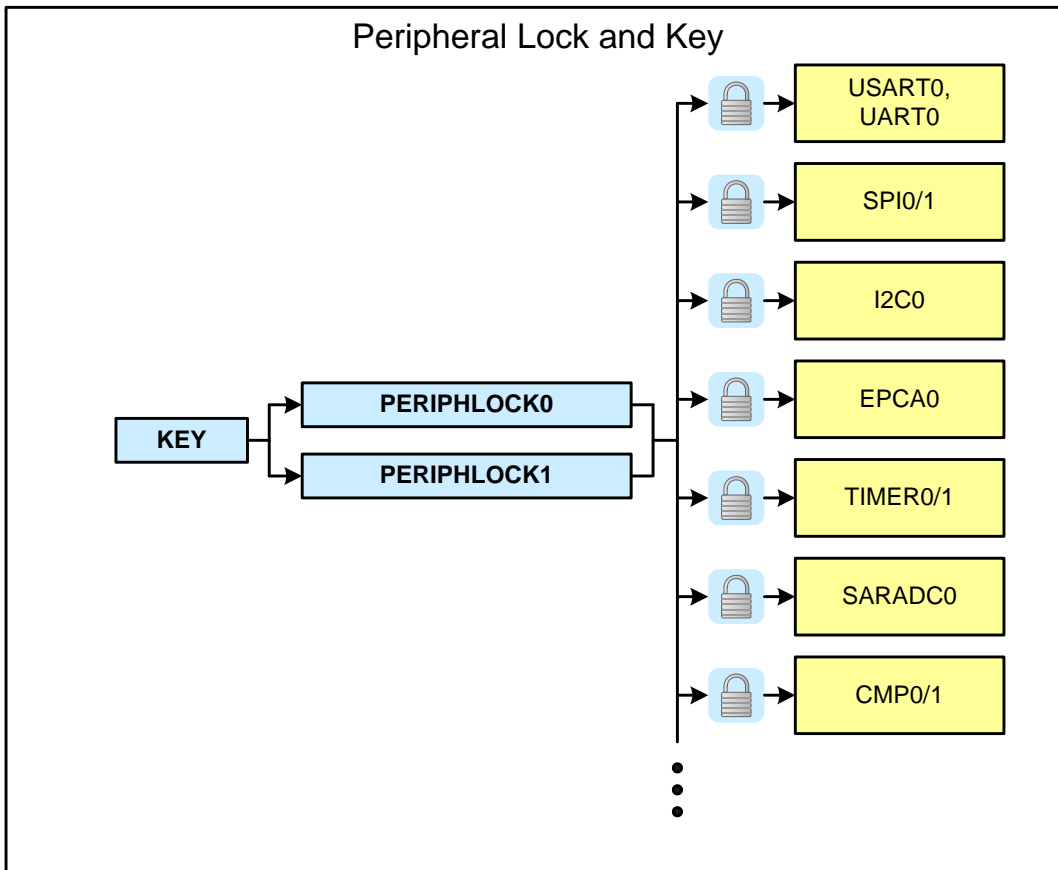 Peripheral Lock and Key
USART0,
UART0
SPI0/1
I2C0
EPCA0
PERIPHLOCK0
KEY
PERIPHLOCK1
TIMER0/1
SARADC0
CMP0/1